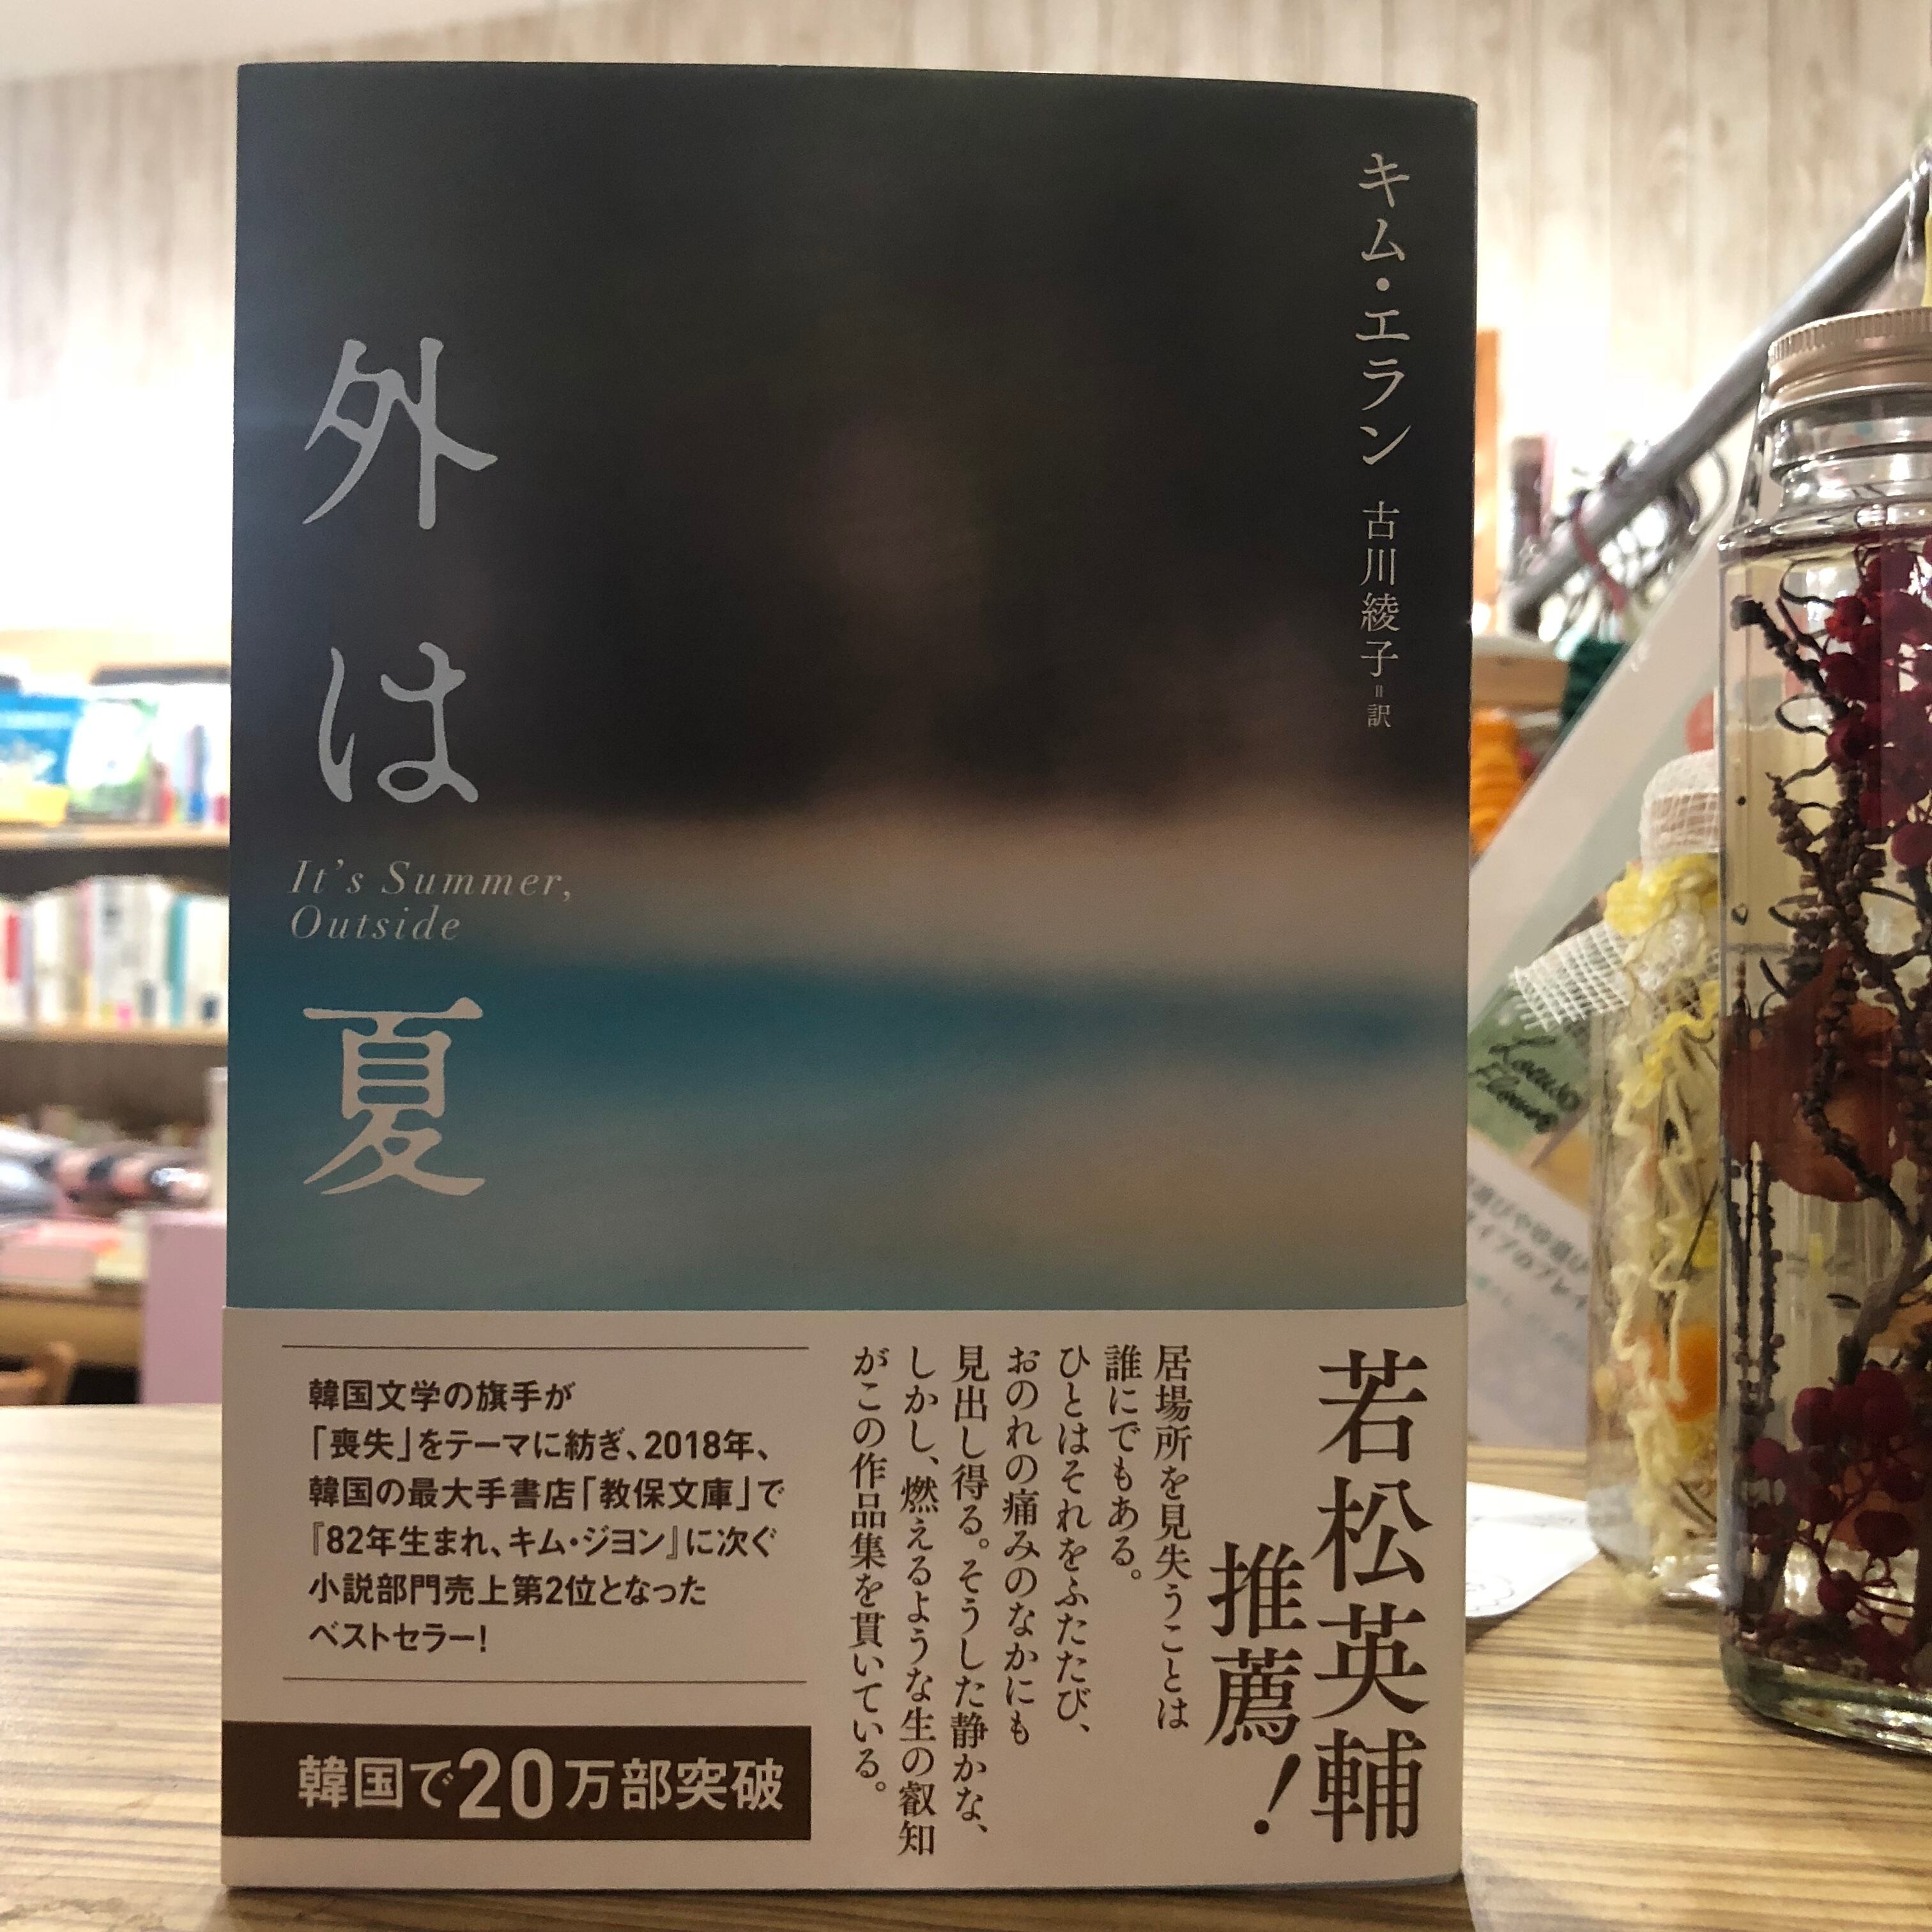 キム・エラン 古川綾子=訳
外は夏
It's Summer,
Outside
若松英輔
推薦！
居場所を見失うことは
誰にでもある。
ひとはそれをふたたび、
おのれの痛みのなかにも
見出し得る。そうした静かな、
しかし、燃えるような生の叡知
がこの作品集を貫いている。
韓国文学の旗手が
「喪失」をテーマに紡ぎ、2018年、
韓国の最大手書店「教保文庫」で
『82年生まれ、キム・ジヨン』に次ぐ
小説部門売上第2位となった
ベストセラー！
韓国で20万部突破